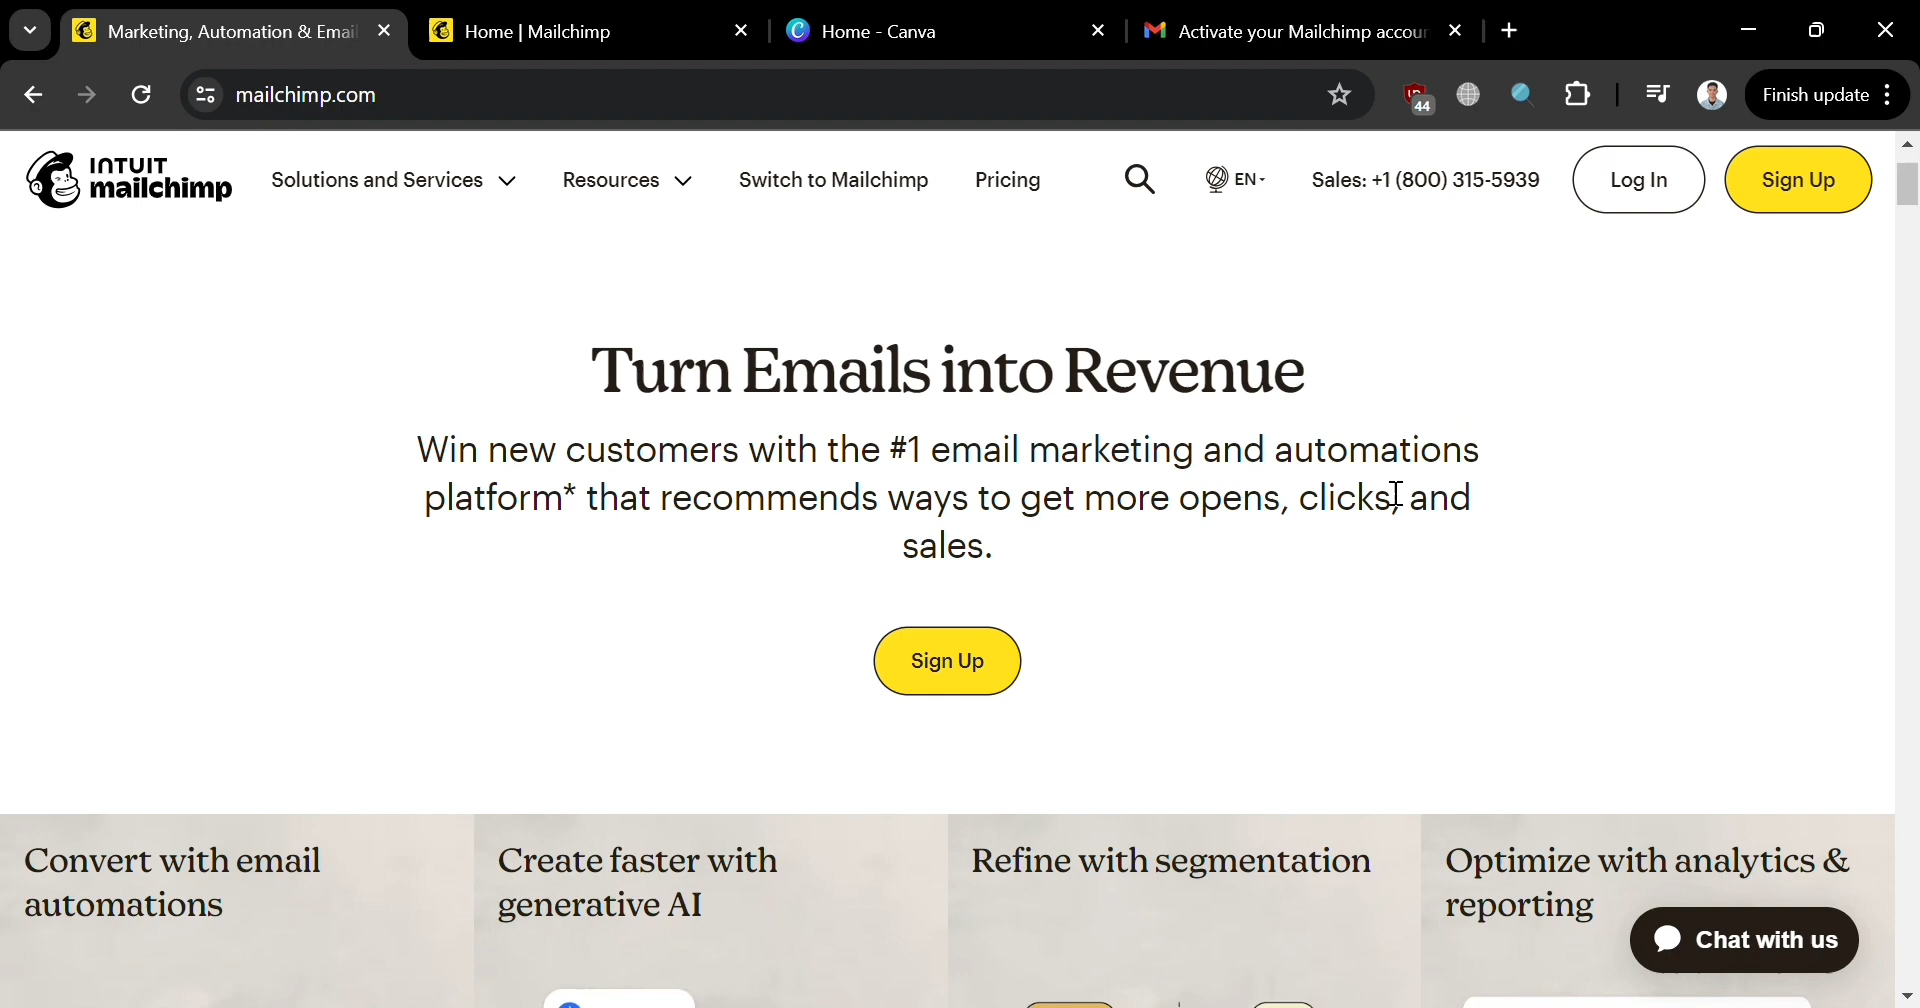 Marketing, Automation & Email
Home | Mailchimp
Home - Canva
Activate your Mailchimp accou
mailchimp.com
44
Finish update
INTUIT
mailchimp
Solutions and Services
Resources
Switch to Mailchimp
Pricing
EN
Sales: +1 (800) 315-5939
Log In
Sign Up
Turn Emails into Revenue
Win new customers with the #1 email marketing and automations
platform* that recommends ways to get more opens, clicks, and
sales.
Sign Up
Convert with email
automations
Create faster with
generative AI
Refine with segmentation
Optimize with analytics &
reporting
Chat with us